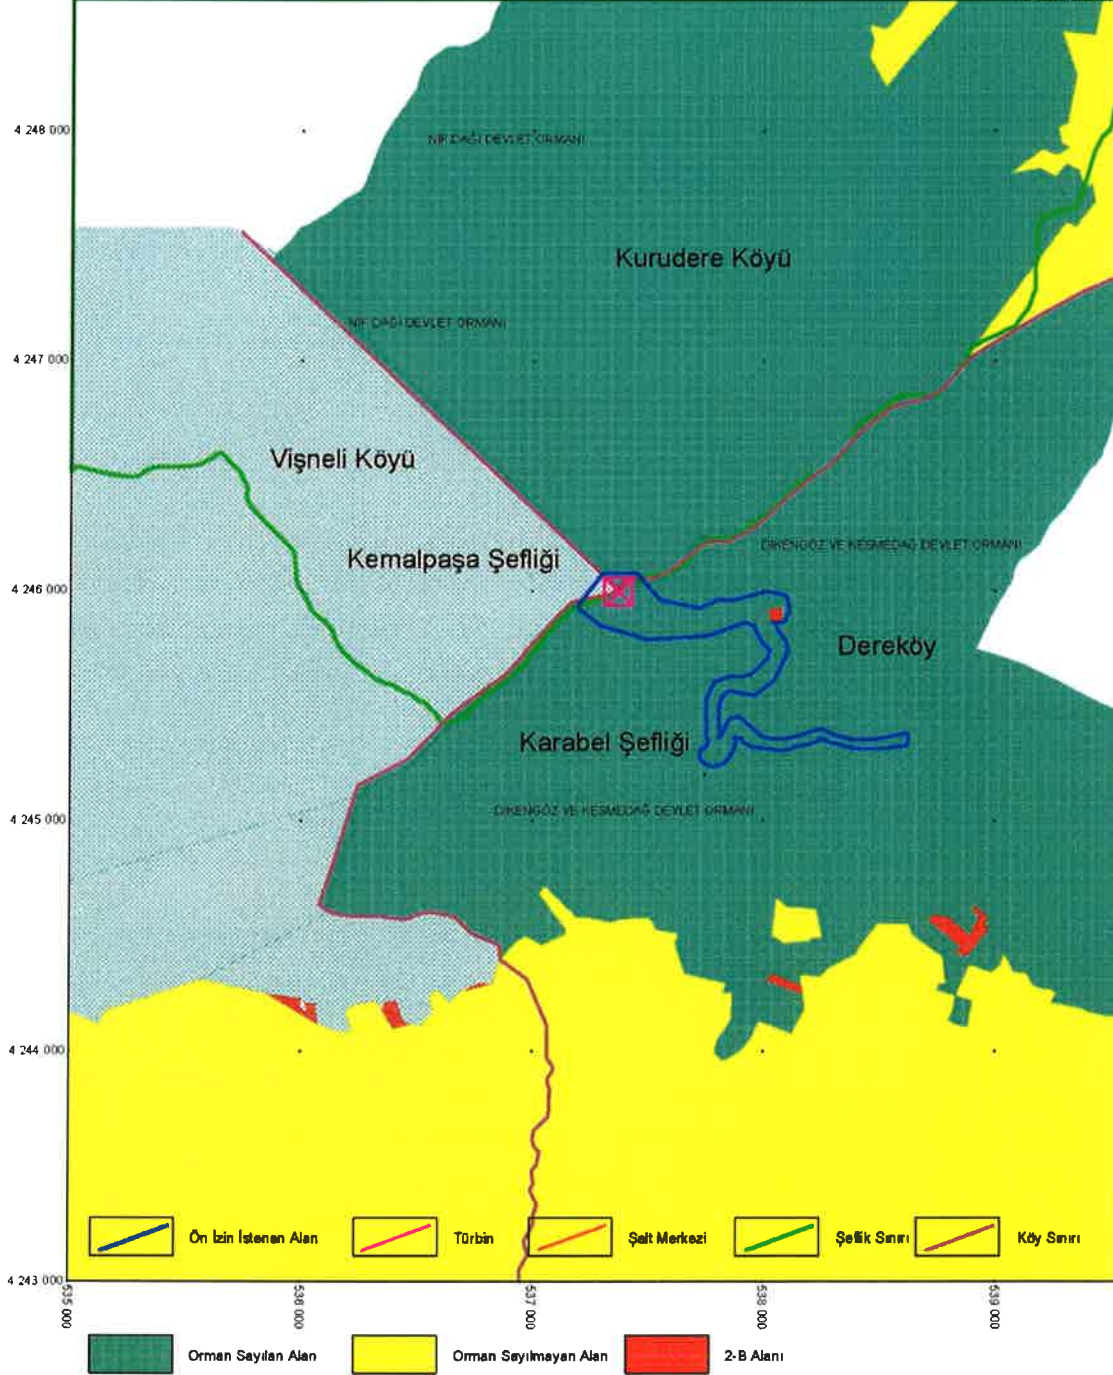 4 248 000
NİF DAĞI DEVLET ORMANI
Kurudere Köyü
NİF DAĞI DEVLET ORMANI
4 247 000
Vişneli Köyü
DİKENGÖZ VE KESMEDAĞ DEVLET ORMANI
Kemalpaşa Şefliği
4 246 000
Dereköy
Karabel Şefliği
DİKENGÖZ VE KESMEDAĞ DEVLET ORMANI
4 245 000
4 244 000
Ön İzin İstenen Alan
Türbin
Şalt Merkezi
Şeflik Sınırı
Köy Sınırı
4 243 000
535 000
536 000
537 000
538 000
539 000
Orman Sayılan Alan
Orman Sayılmayan Alan
2-B Alanı